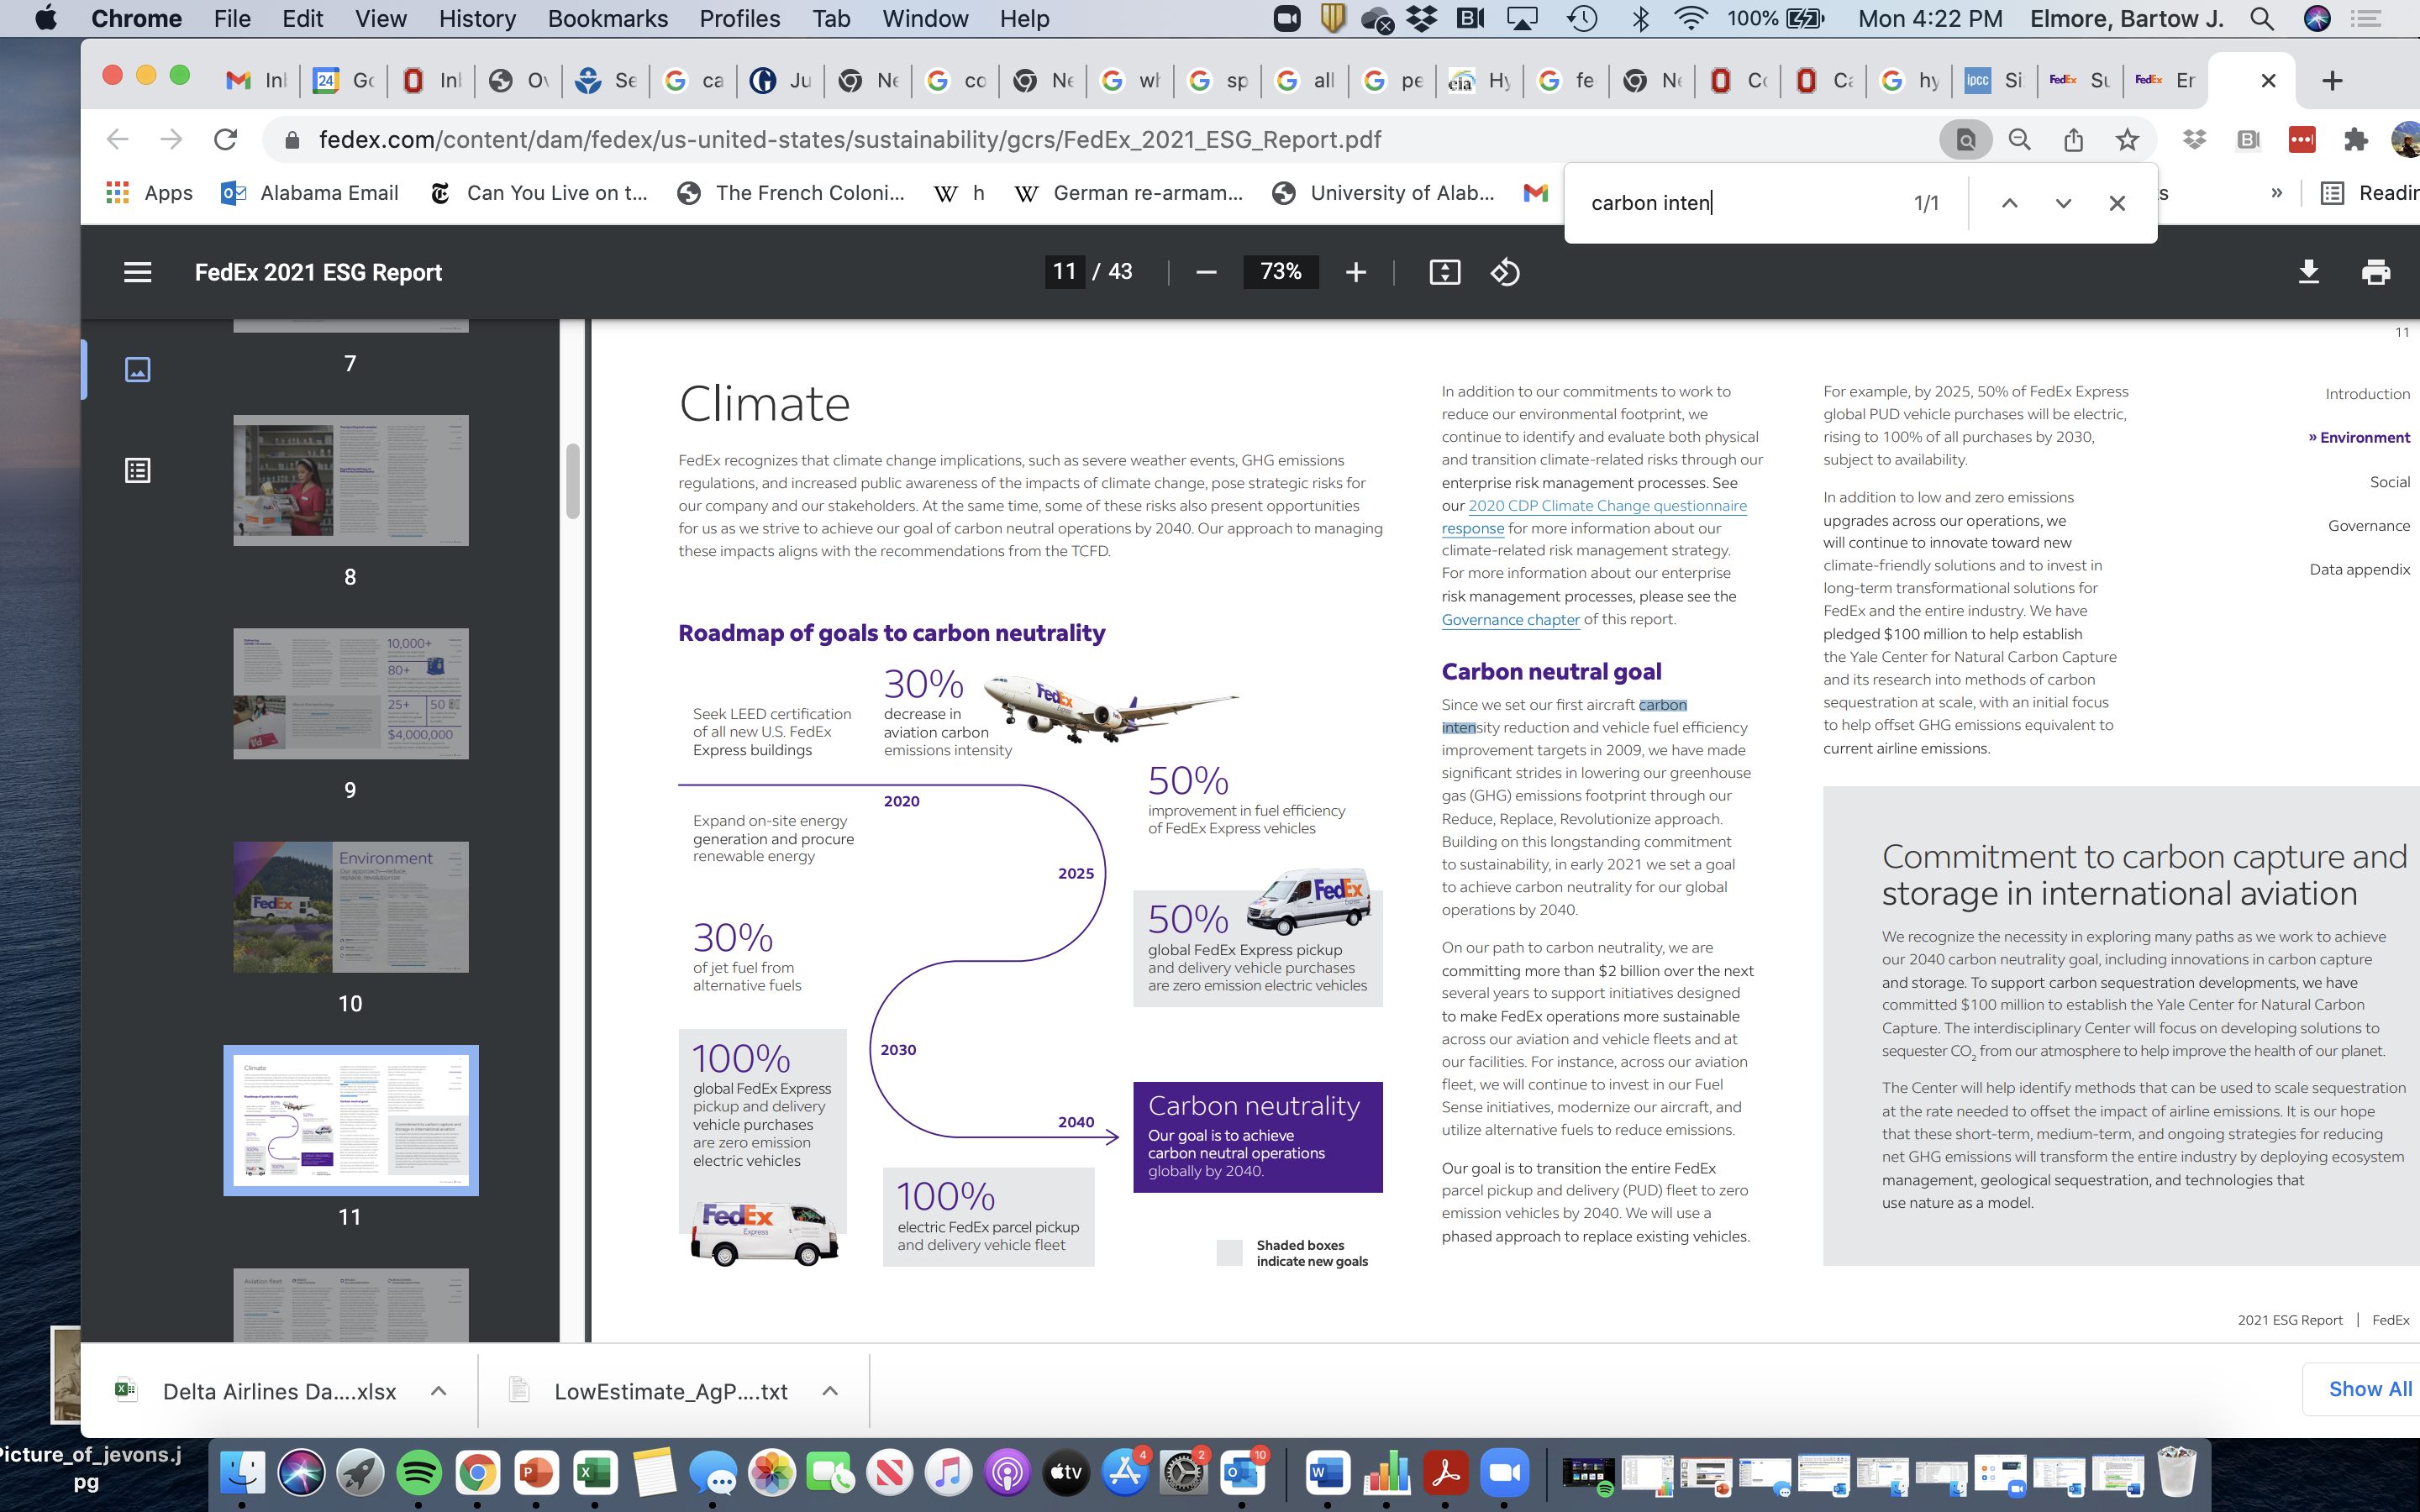 Chrome File Edit View History Bookmarks Profiles Tab Window Help 100% Mon 4:22 PM Elmore, Bartow J.
24
fedex.com/content/dam/fedex/us-united-states/sustainability/gcrs/FedEx_2021_ESG_Report.pdf
Apps Alabama Email Can You Live on t... The French Coloni... h German re-armam... University of Alab... »
carbon inten 1/1
FedEx 2021 ESG Report 11 / 43 73%
7
8
9
10
11
11
Introduction
» Environment
Social
Governance
Data appendix
Climate
FedEx recognizes that climate change implications, such as severe weather events, GHG emissions
regulations, and increased public awareness of the impacts of climate change, pose strategic risks for
our company and our stakeholders. At the same time, some of these risks also present opportunities
for us as we strive to achieve our goal of carbon neutral operations by 2040. Our approach to managing
these impacts aligns with the recommendations from the TCFD.
Roadmap of goals to carbon neutrality
Seek LEED certification
of all new U.S. FedEx
Express buildings
30%
decrease in
aviation carbon
emissions intensity
2020
Expand on-site energy
generation and procure
renewable energy
50%
improvement in fuel efficiency
of FedEx Express vehicles
2025
30%
of jet fuel from
alternative fuels
50%
global FedEx Express pickup
and delivery vehicle purchases
are zero emission electric vehicles
2030
100%
global FedEx Express
pickup and delivery
vehicle purchases
are zero emission
electric vehicles
2040
Carbon neutrality
Our goal is to achieve
carbon neutral operations
globally by 2040.
100%
electric FedEx parcel pickup
and delivery vehicle fleet
Shaded boxes
indicate new goals
In addition to our commitments to work to
reduce our environmental footprint, we
continue to identify and evaluate both physical
and transition climate-related risks through our
enterprise risk management processes. See
our 2020 CDP Climate Change questionnaire
response for more information about our
climate-related risk management strategy.
For more information about our enterprise
risk management processes, please see the
Governance chapter of this report.
Carbon neutral goal
Since we set our first aircraft carbon
intensity reduction and vehicle fuel efficiency
improvement targets in 2009, we have made
significant strides in lowering our greenhouse
gas (GHG) emissions footprint through our
Reduce, Replace, Revolutionize approach.
Building on this longstanding commitment
to sustainability, in early 2021 we set a goal
to achieve carbon neutrality for our global
operations by 2040.
On our path to carbon neutrality, we are
committing more than $2 billion over the next
several years to support initiatives designed
to make FedEx operations more sustainable
across our aviation and vehicle fleets and at
our facilities. For instance, across our aviation
fleet, we will continue to invest in our Fuel
Sense initiatives, modernize our aircraft, and
utilize alternative fuels to reduce emissions.
Our goal is to transition the entire FedEx
parcel pickup and delivery (PUD) fleet to zero
emission vehicles by 2040. We will use a
phased approach to replace existing vehicles.
For example, by 2025, 50% of FedEx Express
global PUD vehicle purchases will be electric,
rising to 100% of all purchases by 2030,
subject to availability.
In addition to low and zero emissions
upgrades across our operations, we
will continue to innovate toward new
climate-friendly solutions and to invest in
long-term transformational solutions for
FedEx and the entire industry. We have
pledged $100 million to help establish
the Yale Center for Natural Carbon Capture
and its research into methods of carbon
sequestration at scale, with an initial focus
to help offset GHG emissions equivalent to
current airline emissions.
Commitment to carbon capture and
storage in international aviation
We recognize the necessity in exploring many paths as we work to achieve
our 2040 carbon neutrality goal, including innovations in carbon capture
and storage. To support carbon sequestration developments, we have
committed $100 million to establish the Yale Center for Natural Carbon
Capture. The interdisciplinary Center will focus on developing solutions to
sequester CO₂ from our atmosphere to help improve the health of our planet.
The Center will help identify methods that can be used to scale sequestration
at the rate needed to offset the impact of airline emissions. It is our hope
that these short-term, medium-term, and ongoing strategies for reducing
net GHG emissions will transform the entire industry by deploying ecosystem
management, geological sequestration, and technologies that
use nature as a model.
2021 ESG Report | FedEx
Delta Airlines Da....xlsx LowEstimate_AgP....txt Show All
Picture_of_jevons.j
pg